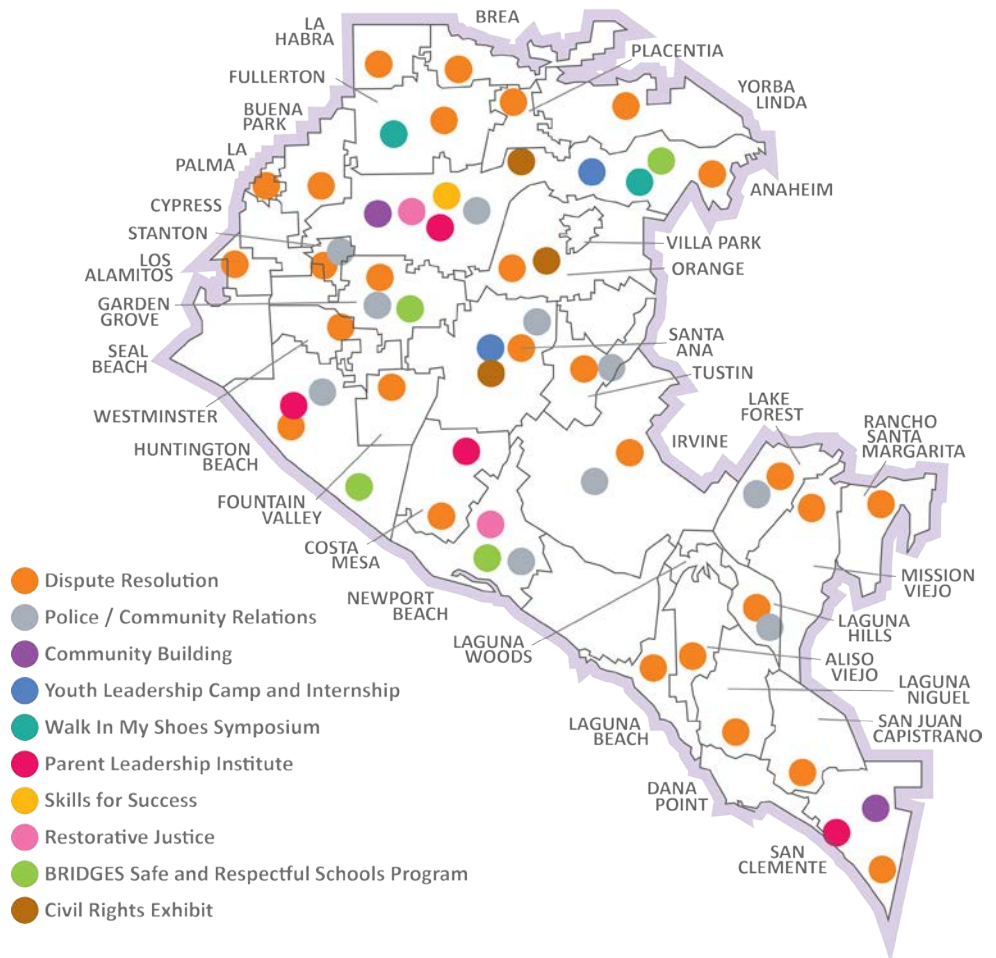 LA
HABRA
BREA
PLACENTIA
FULLERTON
YORBA
LINDA
BUENA
PARK
LA
PALMA
ANAHEIM
CYPRESS
STANTON
VILLA PARK
LOS
ALAMITOS
ORANGE
GARDEN
GROVE
SEAL
BEACH
SANTA
ANA
TUSTIN
WESTMINSTER
LAKE
FOREST
RANCHO
SANTA
MARGARITA
HUNTINGTON
BEACH
IRVINE
FOUNTAIN
VALLEY
COSTA
MESA
MISSION
VIEJO
NEWPORT
BEACH
LAGUNA
HILLS
LAGUNA
WOODS
ALISO
VIEJO
LAGUNA
NIGUEL
LAGUNA
BEACH
SAN JUAN
CAPISTRANO
DANA
POINT
SAN
CLEMENTE
Dispute Resolution
Police / Community Relations
Community Building
Youth Leadership Camp and Internship
Walk In My Shoes Symposium
Parent Leadership Institute
Skills for Success
Restorative Justice
BRIDGES Safe and Respectful Schools Program
Civil Rights Exhibit